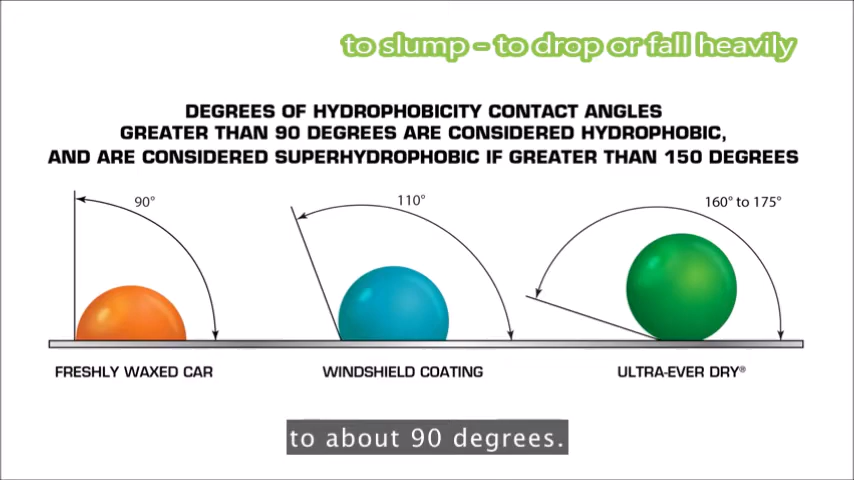 to slump - to drop or fall heavily
DEGREES OF HYDROPHOBICITY CONTACT ANGLES
GREATER THAN 90 DEGREES ARE CONSIDERED HYDROPHOBIC,
AND ARE CONSIDERED SUPERHYDROPHOBIC IF GREATER THAN 150 DEGREES
90°
110°
160° to 175°
FRESHLY WAXED CAR
WINDSHIELD COATING
ULTRA-EVER DRY®
to about 90 degrees.